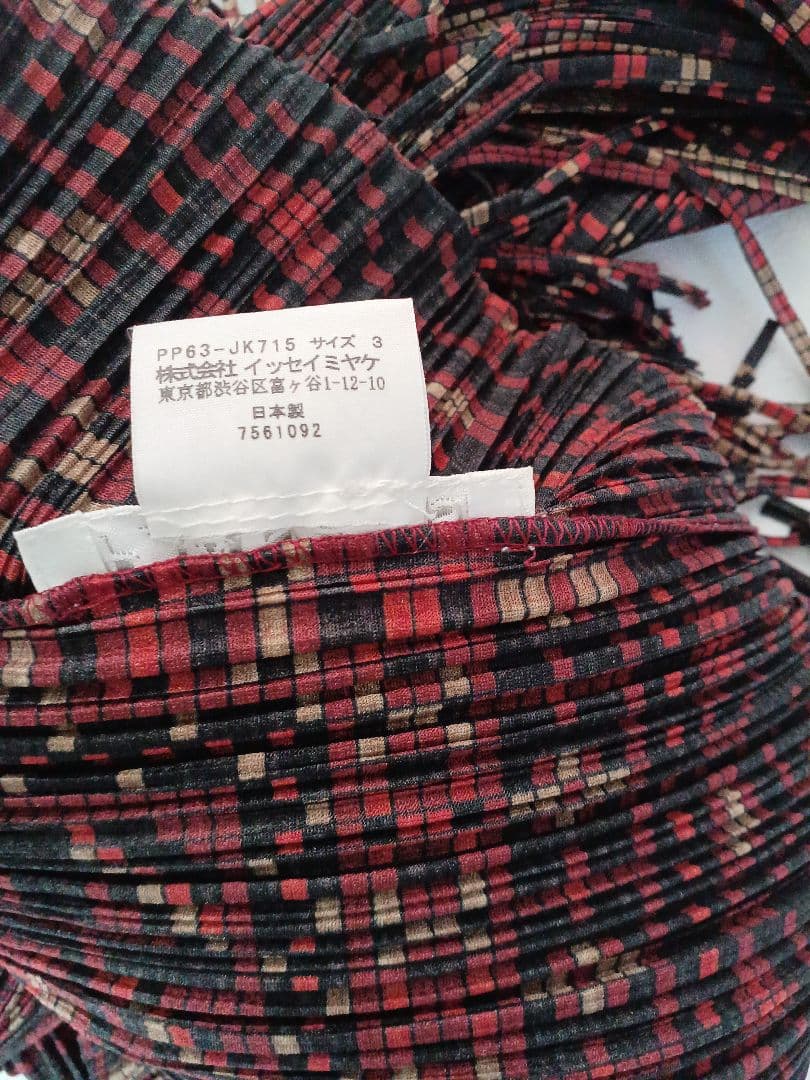 PP63-JK715 サイズ 3
株式会社 イッセイミヤケ
東京都渋谷区富ヶ谷1-12-10
日本製
7561092